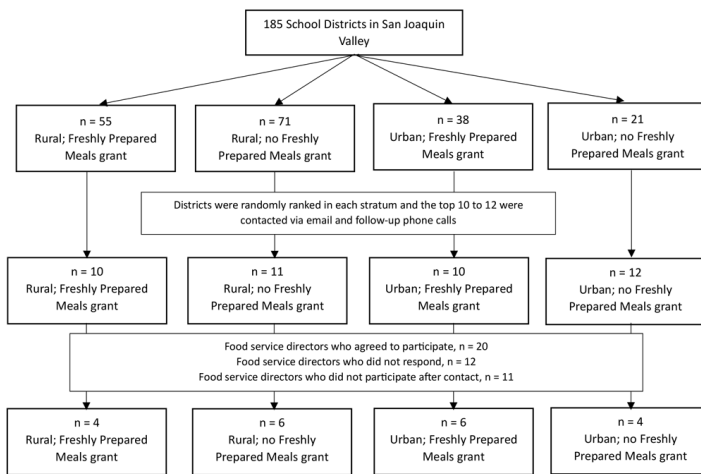 185 School Districts in San Joaquin
Valley
n = 55
Rural; Freshly Prepared
Meals grant
n = 71
Rural; no Freshly
Prepared Meals grant
n = 38
Urban; Freshly Prepared
Meals grant
n = 21
Urban; no Freshly
Prepared Meals grant
Districts were randomly ranked in each stratum and the top 10 to 12 were
contacted via email and follow-up phone calls
n = 10
Rural; Freshly Prepared
Meals grant
n = 11
Rural; no Freshly
Prepared Meals grant
n = 10
Urban; Freshly Prepared
Meals grant
n = 12
Urban; no Freshly
Prepared Meals grant
Food service directors who agreed to participate, n = 20
Food service directors who did not respond, n = 12
Food service directors who did not participate after contact, n = 11
n = 4
Rural; Freshly Prepared
Meals grant
n = 6
Rural; no Freshly
Prepared Meals grant
n = 6
Urban; Freshly Prepared
Meals grant
n = 4
Urban; no Freshly
Prepared Meals grant